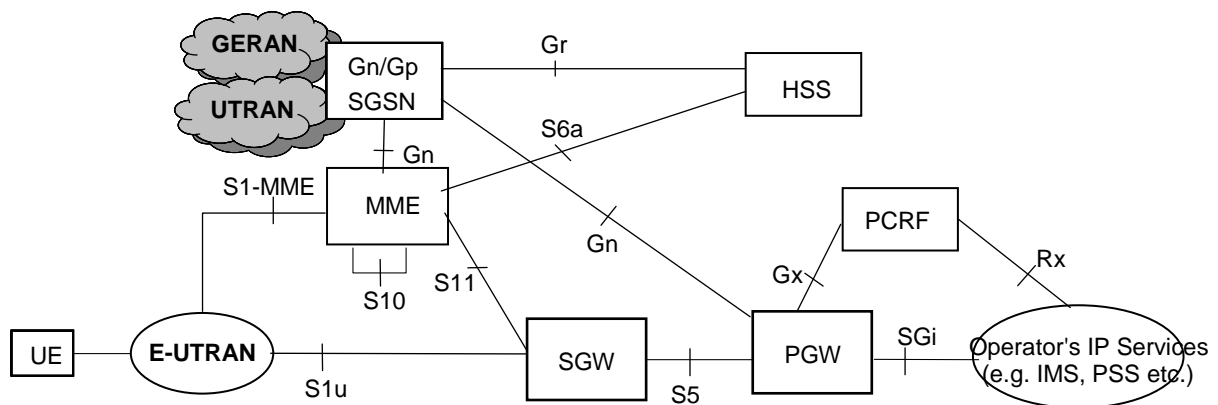 GERAN
Gr
Gn/Gp
SGSN
HSS
UTRAN
S6a
Gn
S1-MME
MME
PCRF
Gn
Rx
Gx
S11
S10
UE
E-UTRAN
SGW
PGW
SGi
Operator's IP Services
(e.g. IMS, PSS etc.)
S1u
S5